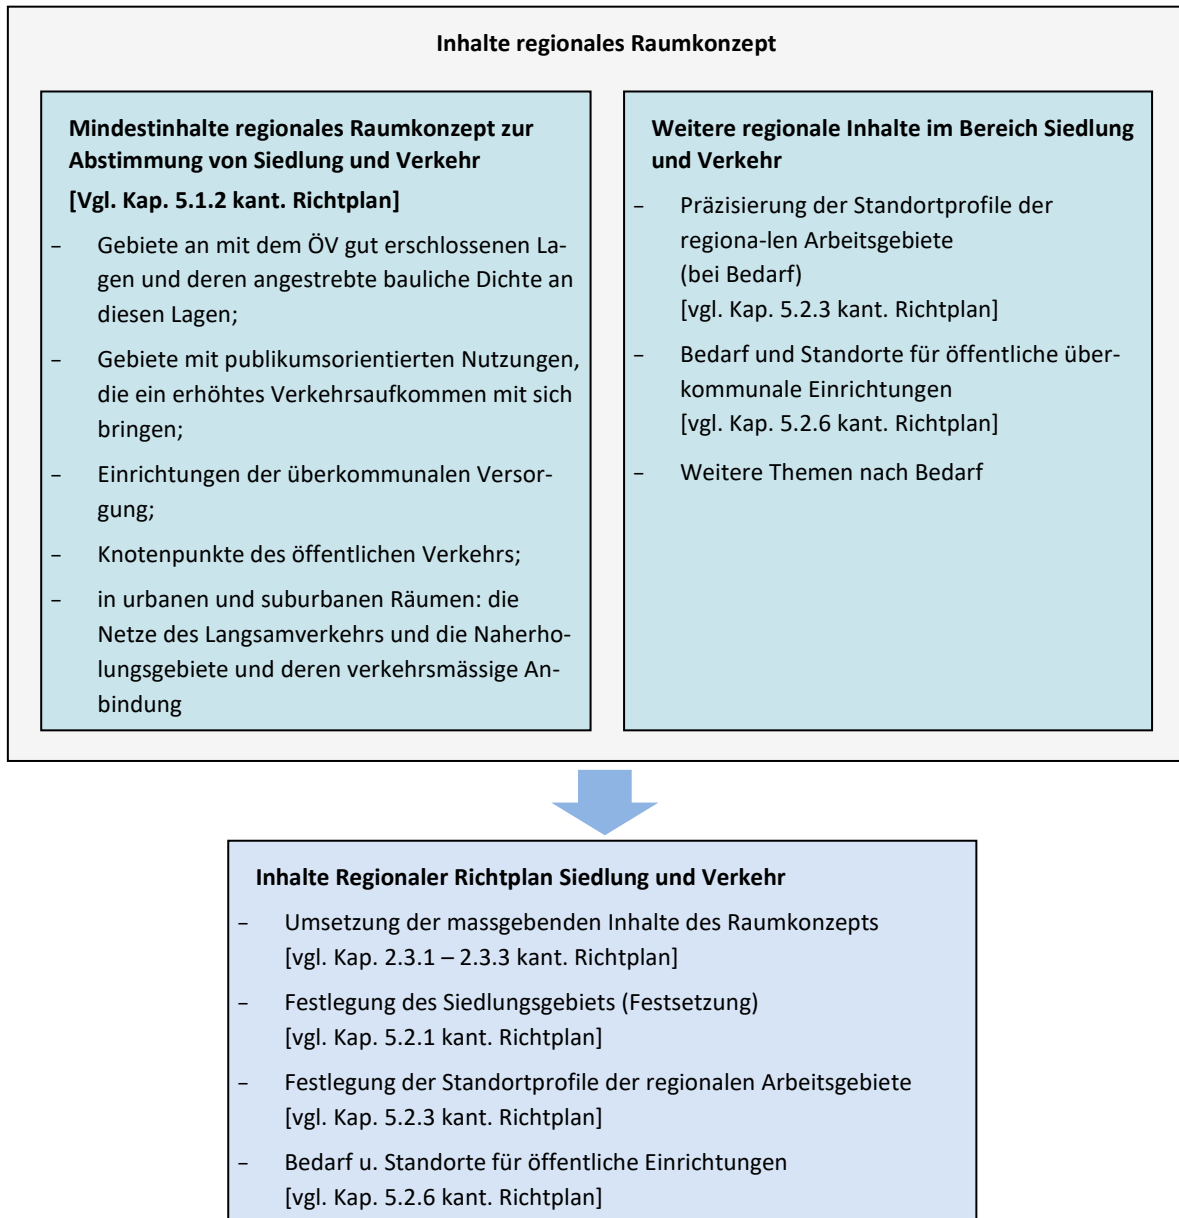 Inhalte regionales Raumkonzept
Mindestinhalte regionales Raumkonzept zur
Abstimmung von Siedlung und Verkehr
[Vgl. Kap. 5.1.2 kant. Richtplan]
– Gebiete an mit dem ÖV gut erschlossenen La-
gen und deren angestrebte bauliche Dichte an
diesen Lagen;
– Gebiete mit publikumsorientierten Nutzungen,
die ein erhöhtes Verkehrsaufkommen mit sich
bringen;
– Einrichtungen der überkommunalen Versor-
gung;
– Knotenpunkte des öffentlichen Verkehrs;
– in urbanen und suburbanen Räumen: die
Netze des Langsamverkehrs und die Naherho-
lungsgebiete und deren verkehrsmässige An-
bindung
Weitere regionale Inhalte im Bereich Siedlung
und Verkehr
– Präzisierung der Standortprofile der
regiona-len Arbeitsgebiete
(bei Bedarf)
[vgl. Kap. 5.2.3 kant. Richtplan]
– Bedarf und Standorte für öffentliche über-
kommunale Einrichtungen
[vgl. Kap. 5.2.6 kant. Richtplan]
– Weitere Themen nach Bedarf
Inhalte Regionaler Richtplan Siedlung und Verkehr
– Umsetzung der massgebenden Inhalte des Raumkonzepts
[vgl. Kap. 2.3.1 – 2.3.3 kant. Richtplan]
– Festlegung des Siedlungsgebiets (Festsetzung)
[vgl. Kap. 5.2.1 kant. Richtplan]
– Festlegung der Standortprofile der regionalen Arbeitsgebiete
[vgl. Kap. 5.2.3 kant. Richtplan]
– Bedarf u. Standorte für öffentliche Einrichtungen
[vgl. Kap. 5.2.6 kant. Richtplan]